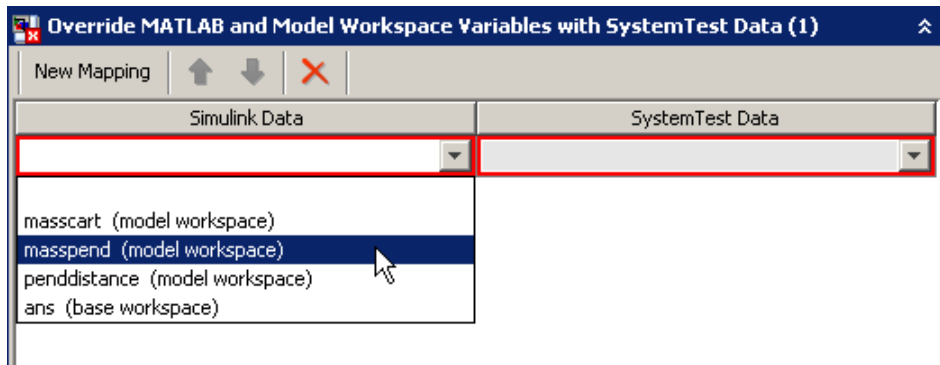 Override MATLAB and Model Workspace Variables with SystemTest Data (1)
New Mapping
Simulink Data SystemTest Data
masscart (model workspace)
masspend (model workspace)
penddistance (model workspace)
ans (base workspace)